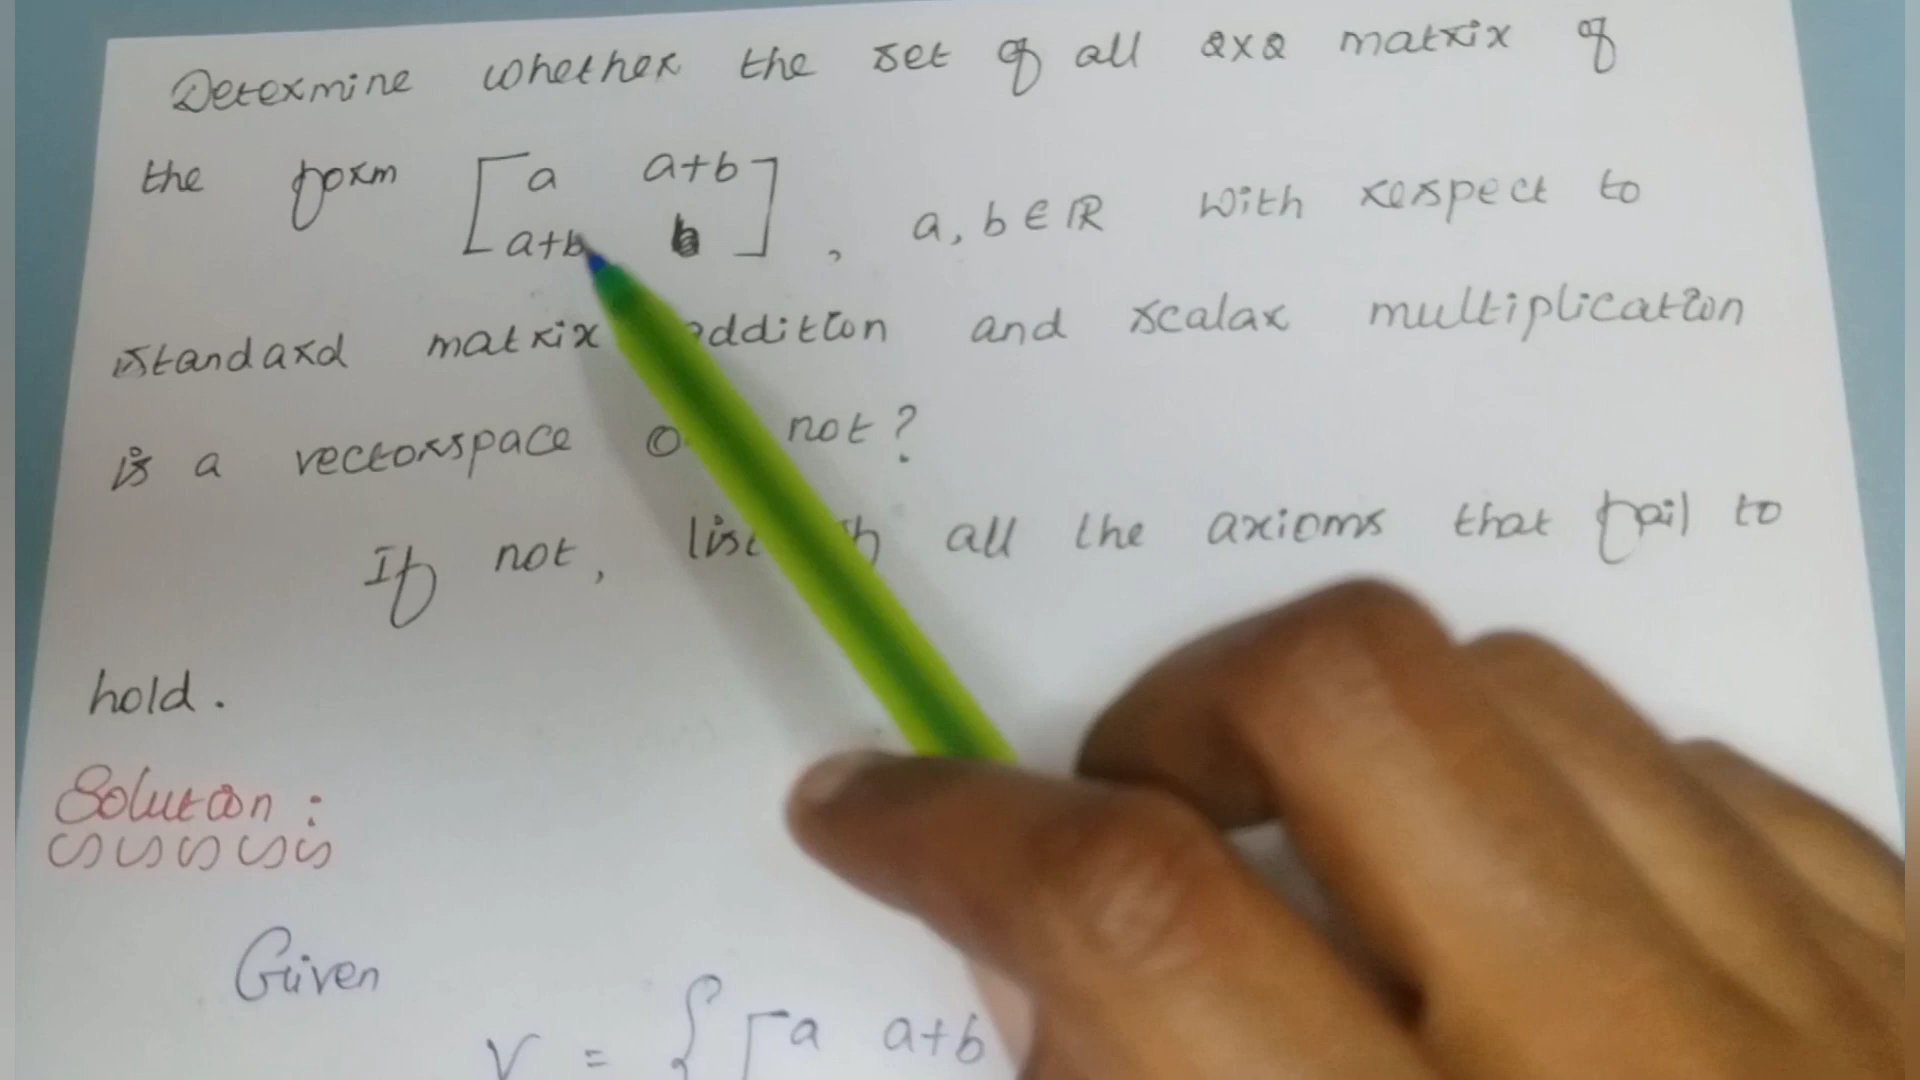 Determine whether the set of all 2x2 matrix of
the form [a a+b
a+b b], a, b ∈ ℝ with respect to
standard matrix addition and scalar multiplication
is a vectorspace not?
If not, all the axioms that fail to
hold.
Solution:
Given
V = { [a a+b